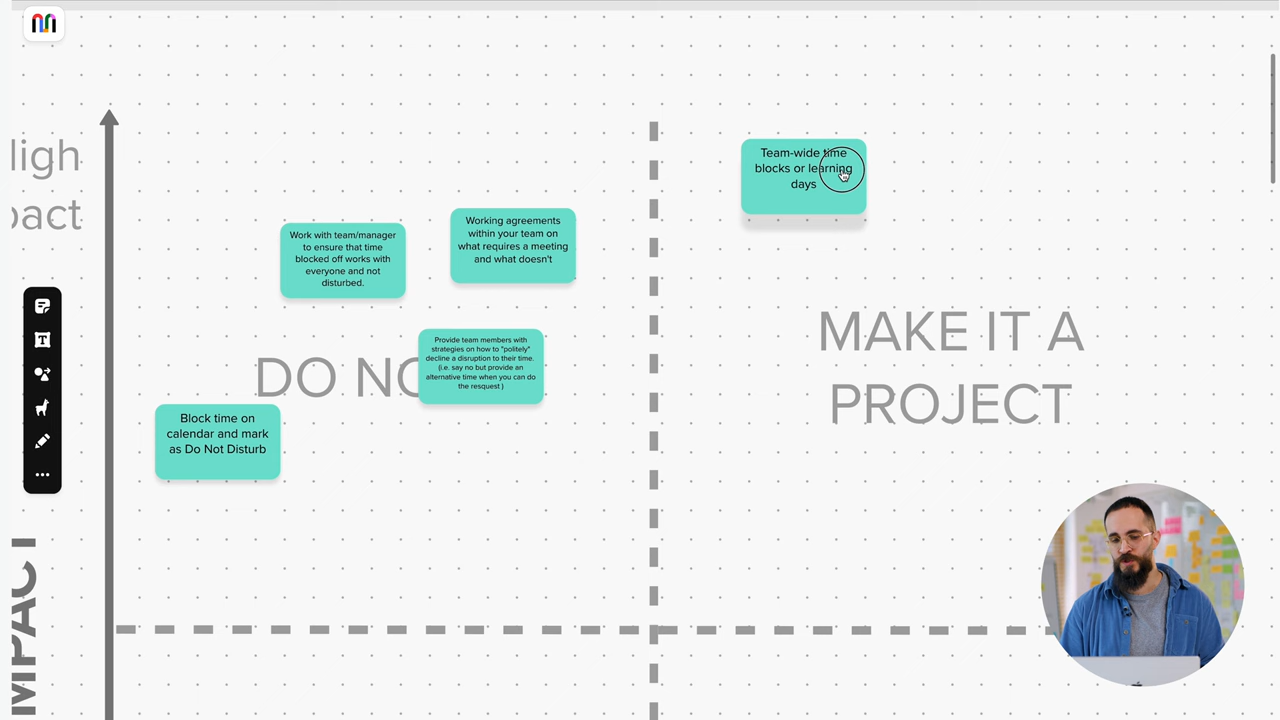 Team-wide time
blocks or learning
days
Work with team/manager
to ensure that time
blocked off works with
everyone and not
disturbed.
Working agreements
within your team on
what requires a meeting
and what doesn't
MAKE IT A
PROJECT
Provide team members with
strategies on how to "politely"
decline a disruption to their time.
(i.e. say no but provide an
alternative time when you can do
the resquest )
DO
Block time on
calendar and mark
as Do Not Disturb